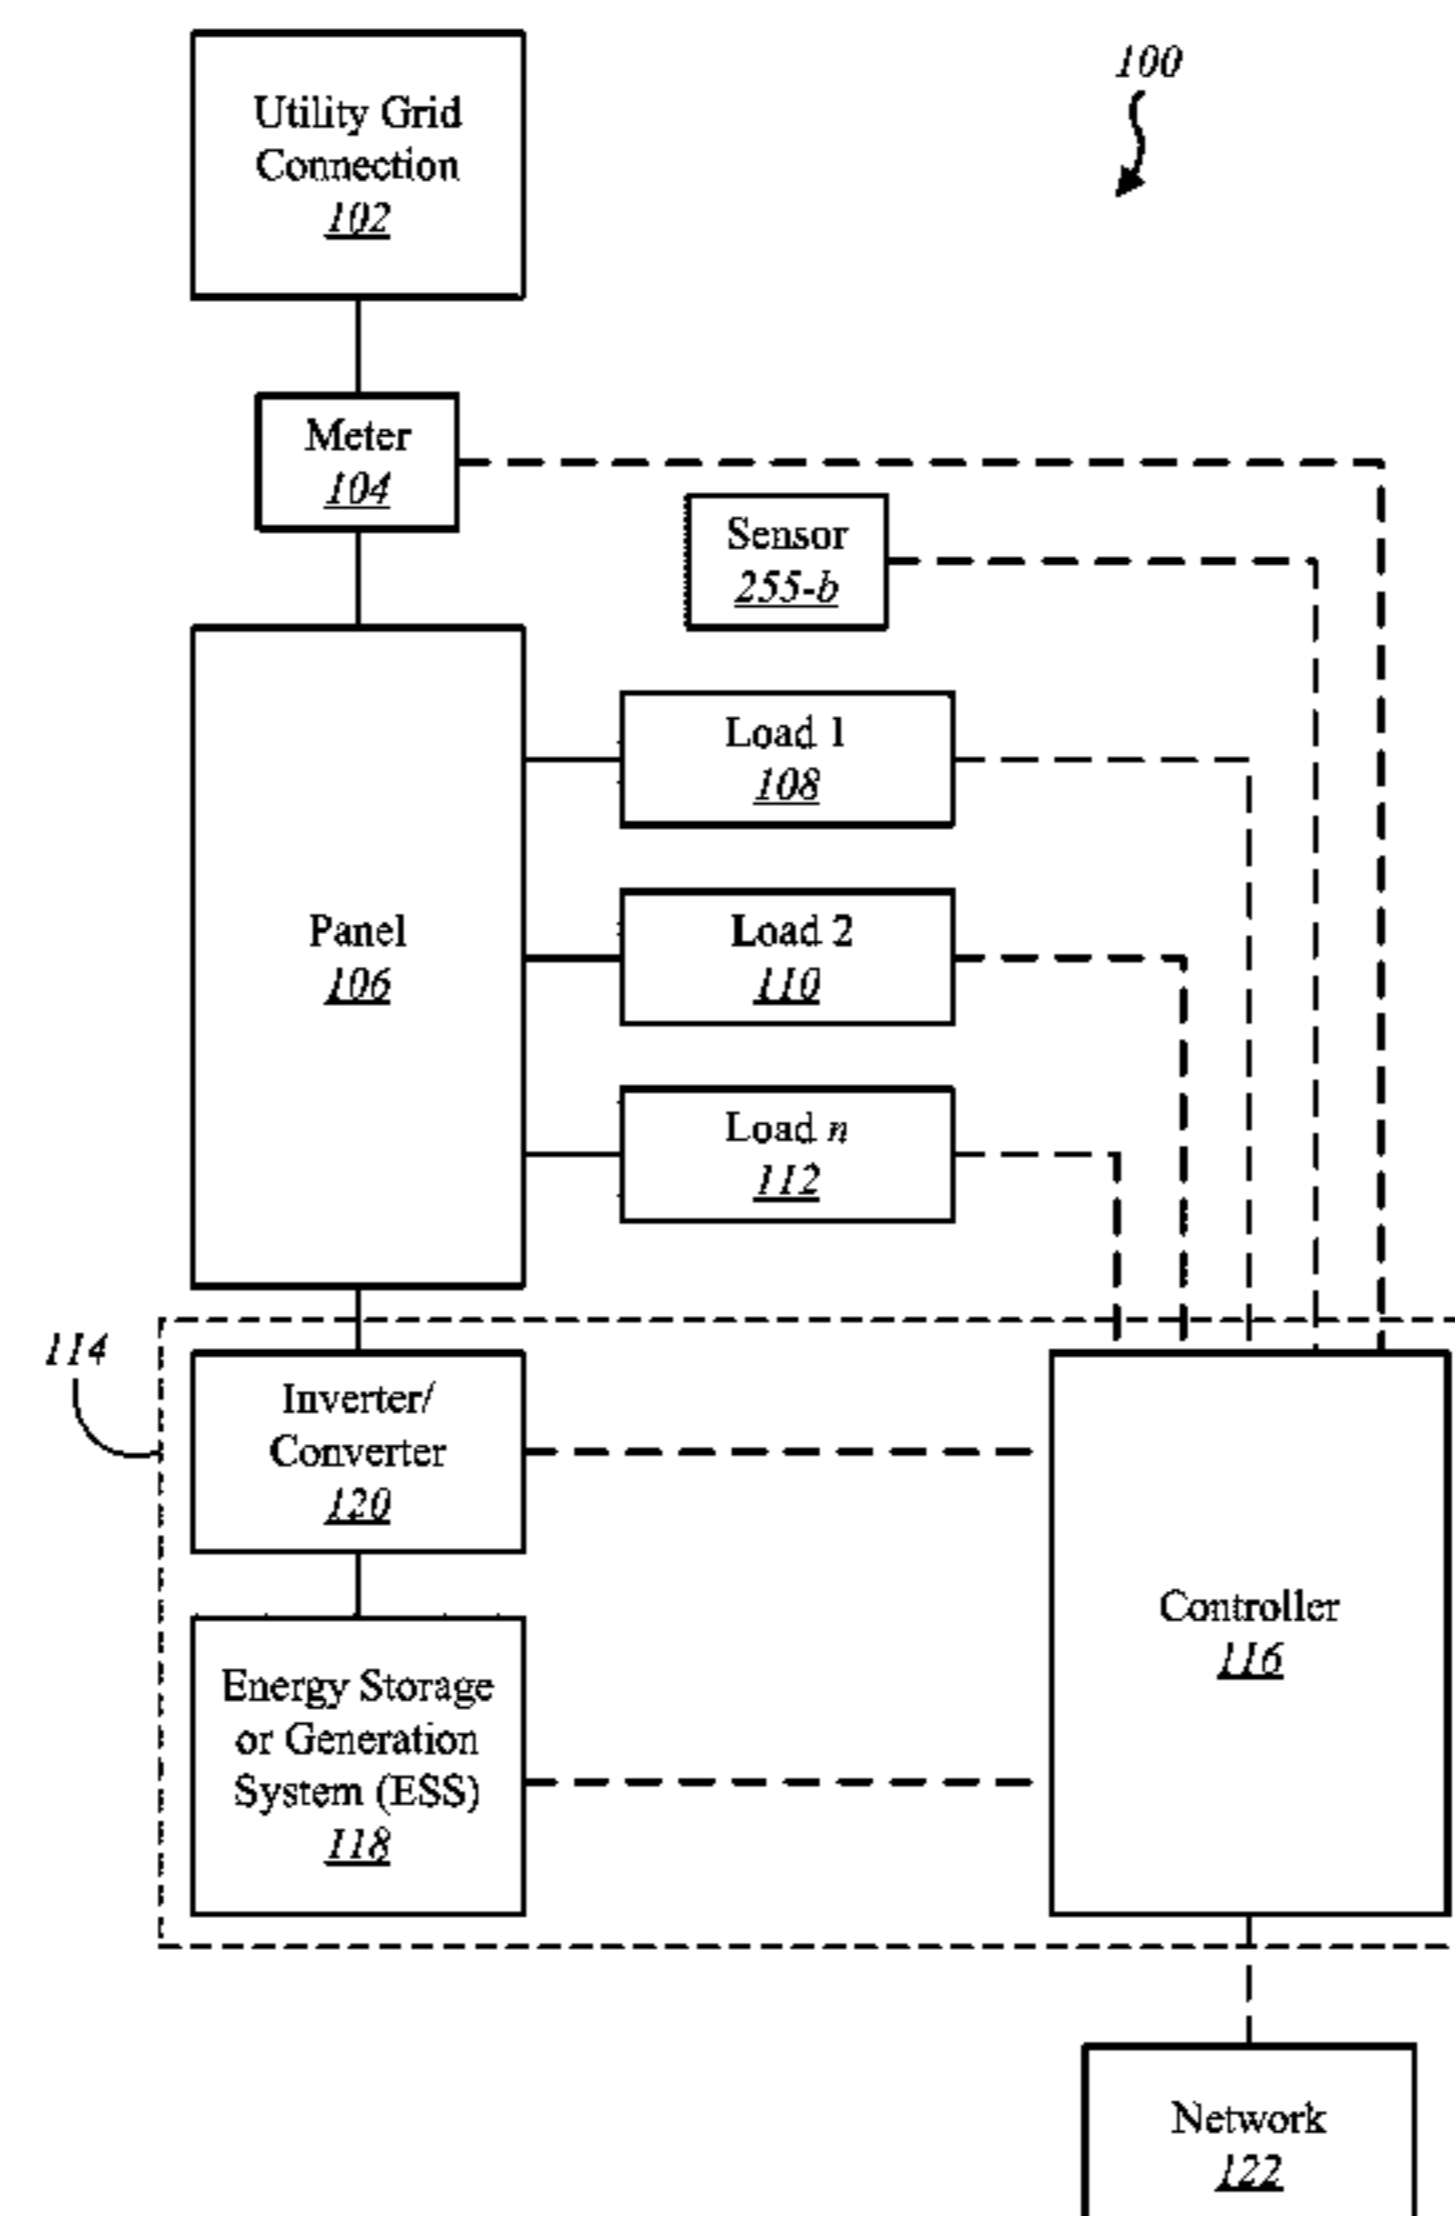 100
Utility Grid
Connection
102
Meter
104
Sensor
255-b
Load 1
108
Panel
106
Load 2
110
Load n
112
114
Inverter/
Converter
120
Controller
116
Energy Storage
or Generation
System (ESS)
118
Network
122